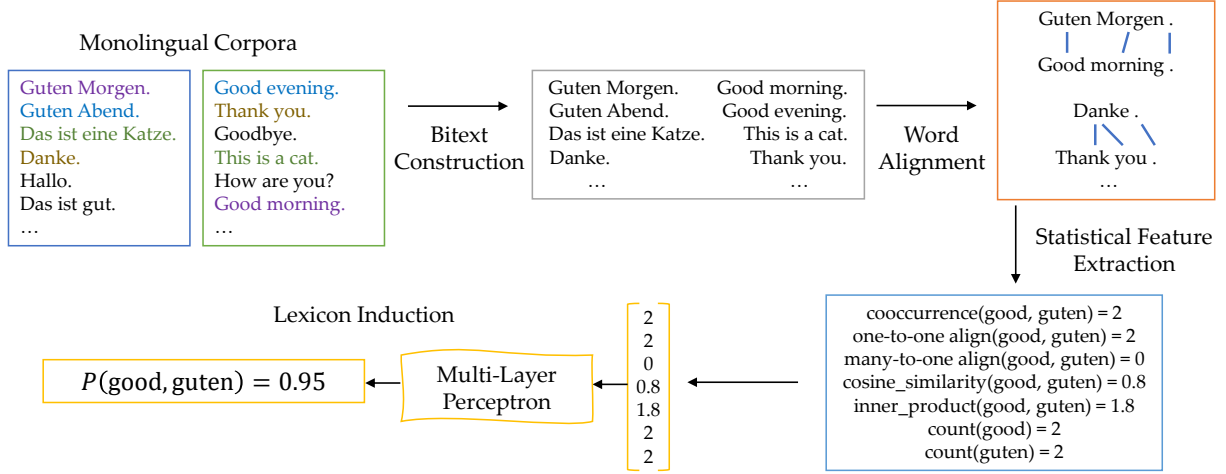 Monolingual Corpora
Guten Morgen.
Guten Abend.
Das ist eine Katze.
Danke.
Hallo.
Das ist gut.
…
Good evening.
Thank you.
Goodbye.
This is a cat.
How are you?
Good morning.
…
Bitext
Construction
Guten Morgen.
Guten Abend.
Das ist eine Katze.
Danke.
…
Good morning.
Good evening.
This is a cat.
Thank you.
…
Word
Alignment
Guten Morgen .
Good morning .
Danke .
Thank you .
…
Statistical Feature
Extraction
cooccurrence(good, guten) = 2
one-to-one align(good, guten) = 2
many-to-one align(good, guten) = 0
cosine_similarity(good, guten) = 0.8
inner_product(good, guten) = 1.8
count(good) = 2
count(guten) = 2
2
2
0
0.8
1.8
2
2
Lexicon Induction
Multi-Layer
Perceptron
P(good, guten) = 0.95